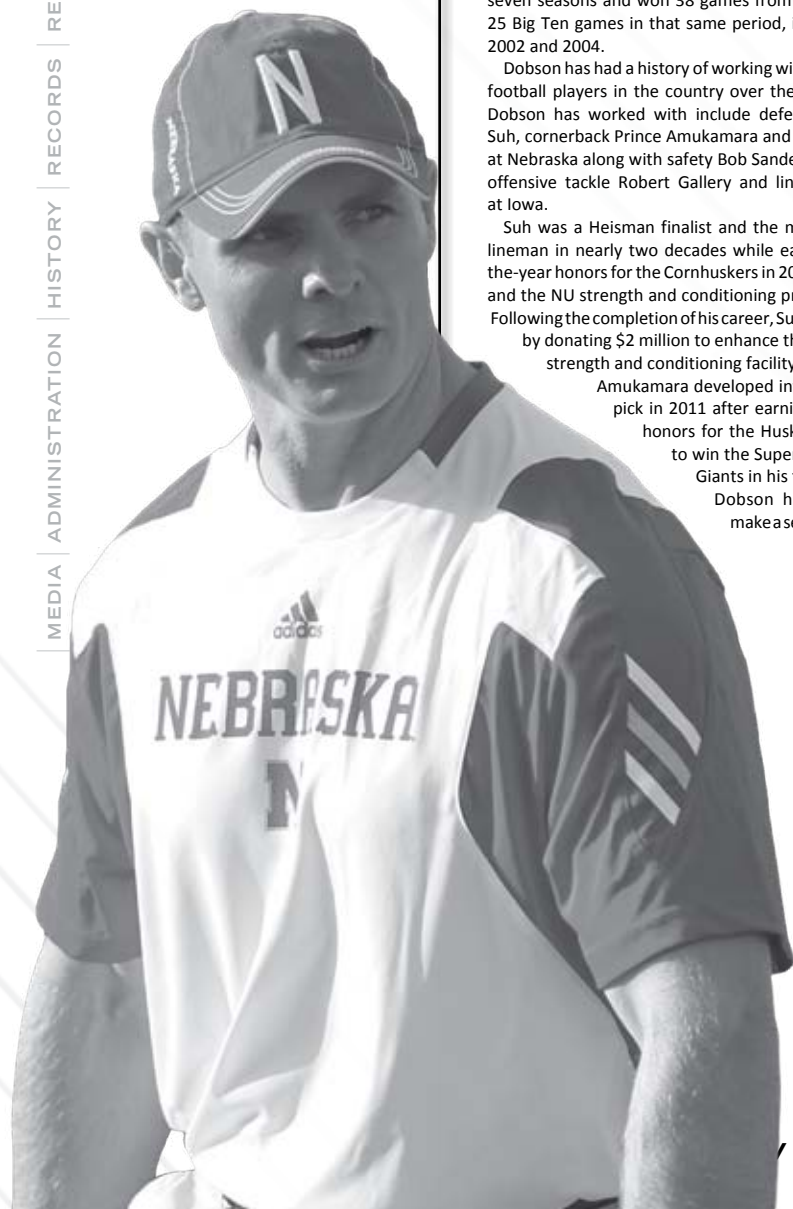 seven seasons and won 38 games from
25 Big Ten games in that same period, i
2002 and 2004.
Dobson has had a history of working wi
football players in the country over the
Dobson has worked with include defe
Suh, cornerback Prince Amukamara and
at Nebraska along with safety Bob Sande
offensive tackle Robert Gallery and lin
at Iowa.
Suh was a Heisman finalist and the m
lineman in nearly two decades while ea
the-year honors for the Cornhuskers in 20
and the NU strength and conditioning pr
Following the completion of his career, Su
by donating $2 million to enhance th
strength and conditioning facility
Amukamara developed int
pick in 2011 after earni
honors for the Husk
to win the Super
Giants in his
Dobson h
make a se
MEDIA | ADMINISTRATION | HISTORY | RECORDS | RE
N
NEBRASKA
adidas
NEBRASKA
N